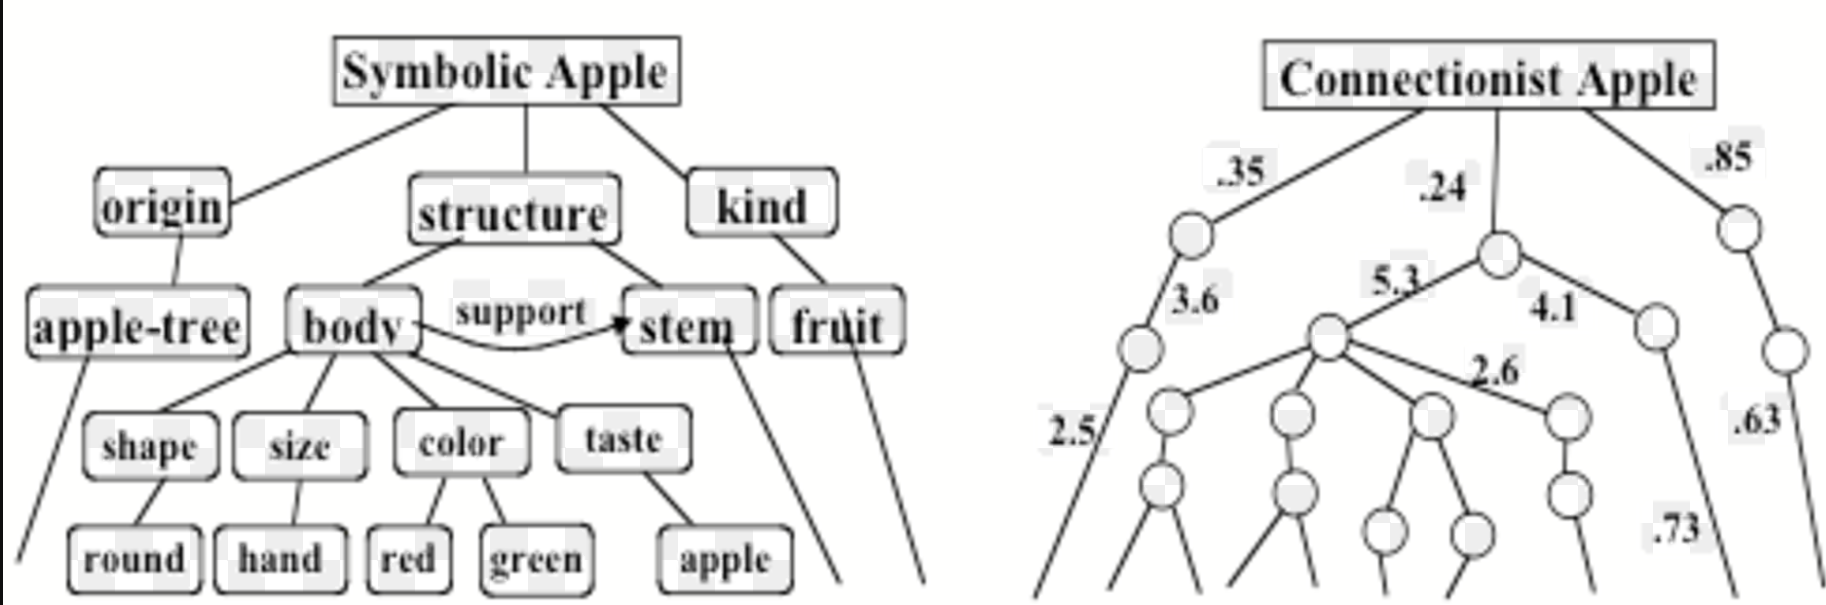 Symbolic Apple
origin
structure
kind
apple-tree
body
support
stem
fruit
shape
size
color
taste
round
hand
red
green
apple
Connectionist Apple
.35
.24
.85
3.6
5.3
4.1
2.6
2.5
.63
.73